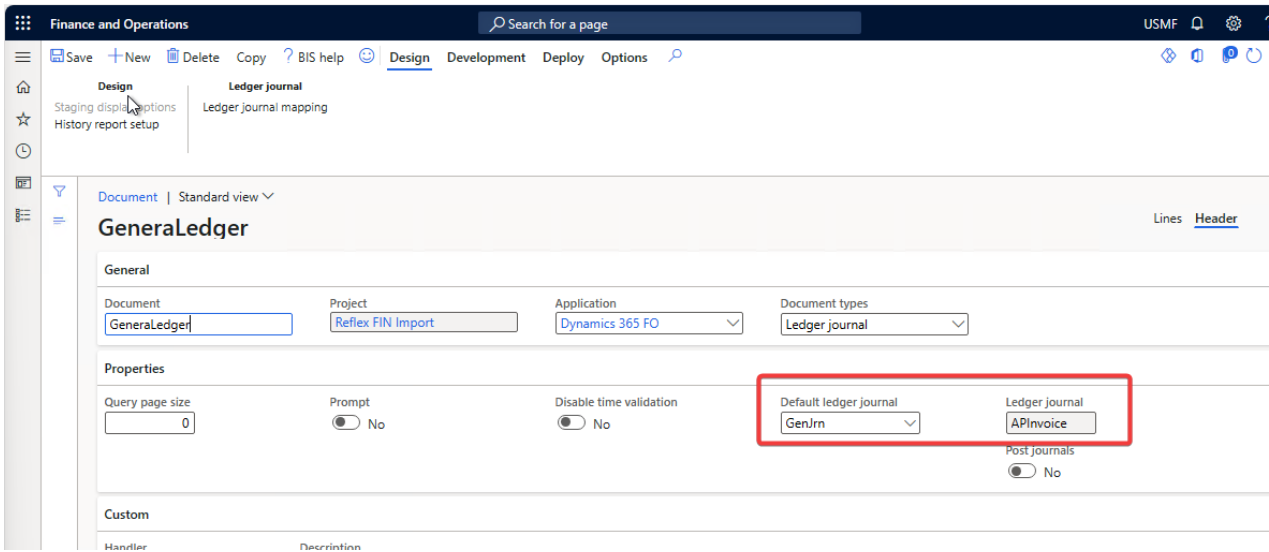 Finance and Operations
Search for a page
USMF
Save
New
Delete
Copy
? BIS help
Design
Development
Deploy
Options
0
Design
Ledger journal
Staging display options
Ledger journal mapping
History report setup
Document | Standard view
GeneraLedger
Lines
Header
General
Document
Project
Application
Document types
GeneraLedger
Reflex FIN Import
Dynamics 365 FO
Ledger journal
Properties
Query page size
Prompt
Disable time validation
Default ledger journal
Ledger journal
0
No
No
GenJrn
APInvoice
Post journals
No
Custom
Handler
Description